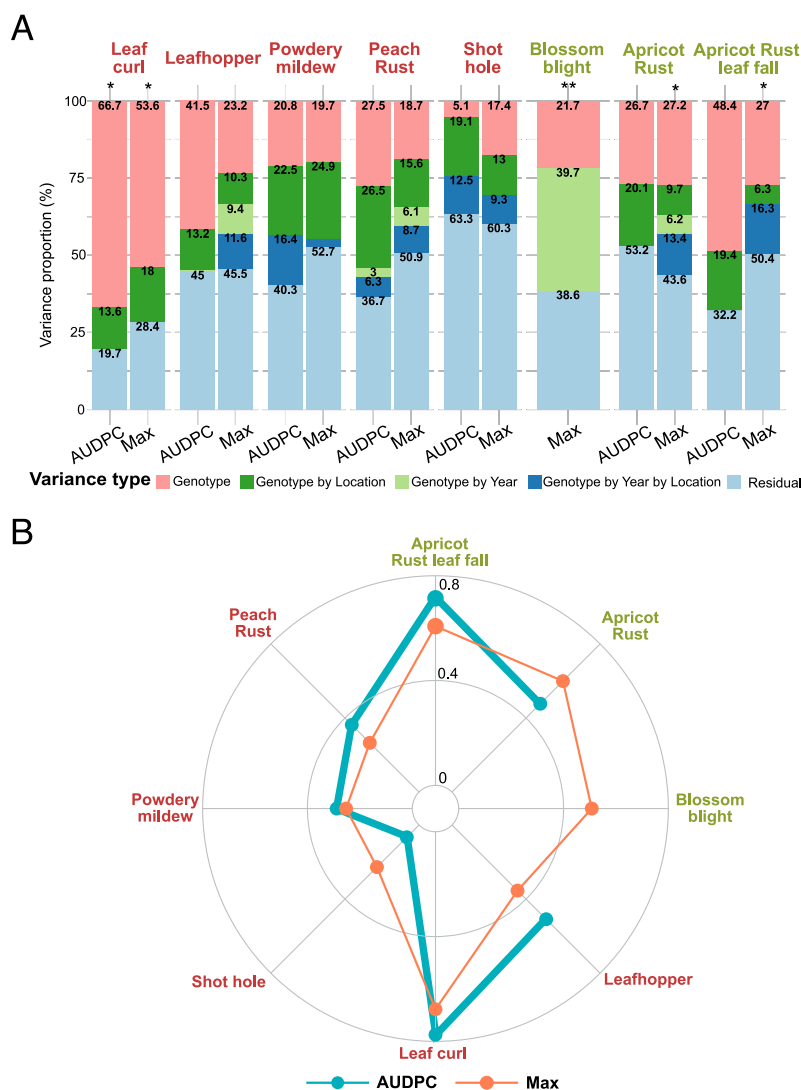 A
Leaf
curl
Leafhopper
Powdery
mildew
Peach
Rust
Shot
hole
Blossom
blight
Apricot
Rust
Apricot Rust
leaf fall
* * ** * *
100
75
50
25
0
Variance proportion (%)
66.7 53.6 41.5 23.2 20.8 19.7 27.5 18.7 5.1 17.4 21.7 26.7 27.2 48.4 27
13.6 18 13.2 10.3 22.5 24.9 26.5 15.6 19.1 13 39.7 20.1 9.7 19.4 6.3
9.4 16.4 3 6.1 12.5 9.3 6.2 16.3
11.6 6.3 8.7 13.4
19.7 28.4 45 45.5 40.3 52.7 36.7 50.9 63.3 60.3 38.6 53.2 43.6 32.2 50.4
AUDPC Max AUDPC Max AUDPC Max AUDPC Max AUDPC Max Max AUDPC Max AUDPC Max
Variance type Genotype Genotype by Location Genotype by Year Genotype by Year by Location Residual
B
Apricot
Rust leaf fall
0.8
Peach
Rust
Apricot
Rust
0.4
0
Powdery
mildew
Blossom
blight
Shot hole
Leafhopper
Leaf curl
AUDPC Max